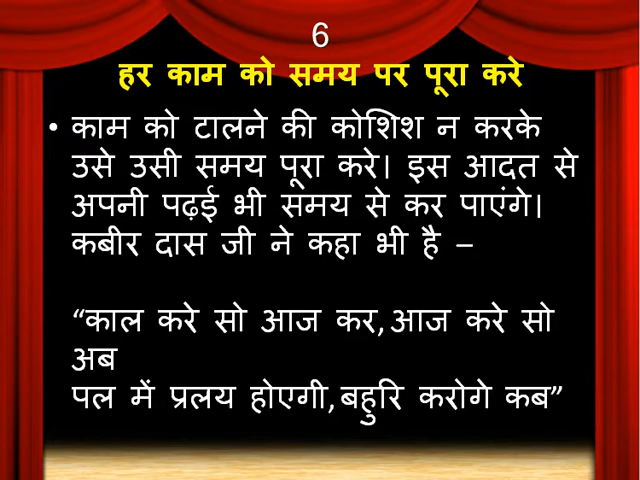 6
हर काम को समय पर पूरा करे
• काम को टालने की कोशिश न करके
उसे उसी समय पूरा करे। इस आदत से
अपनी पढ़ई भी समय से कर पाएंगे।
कबीर दास जी ने कहा भी है –
“काल करे सो आज कर, आज करे सो
अब
पल में प्रलय होएगी, बहुरि करोगे कब”